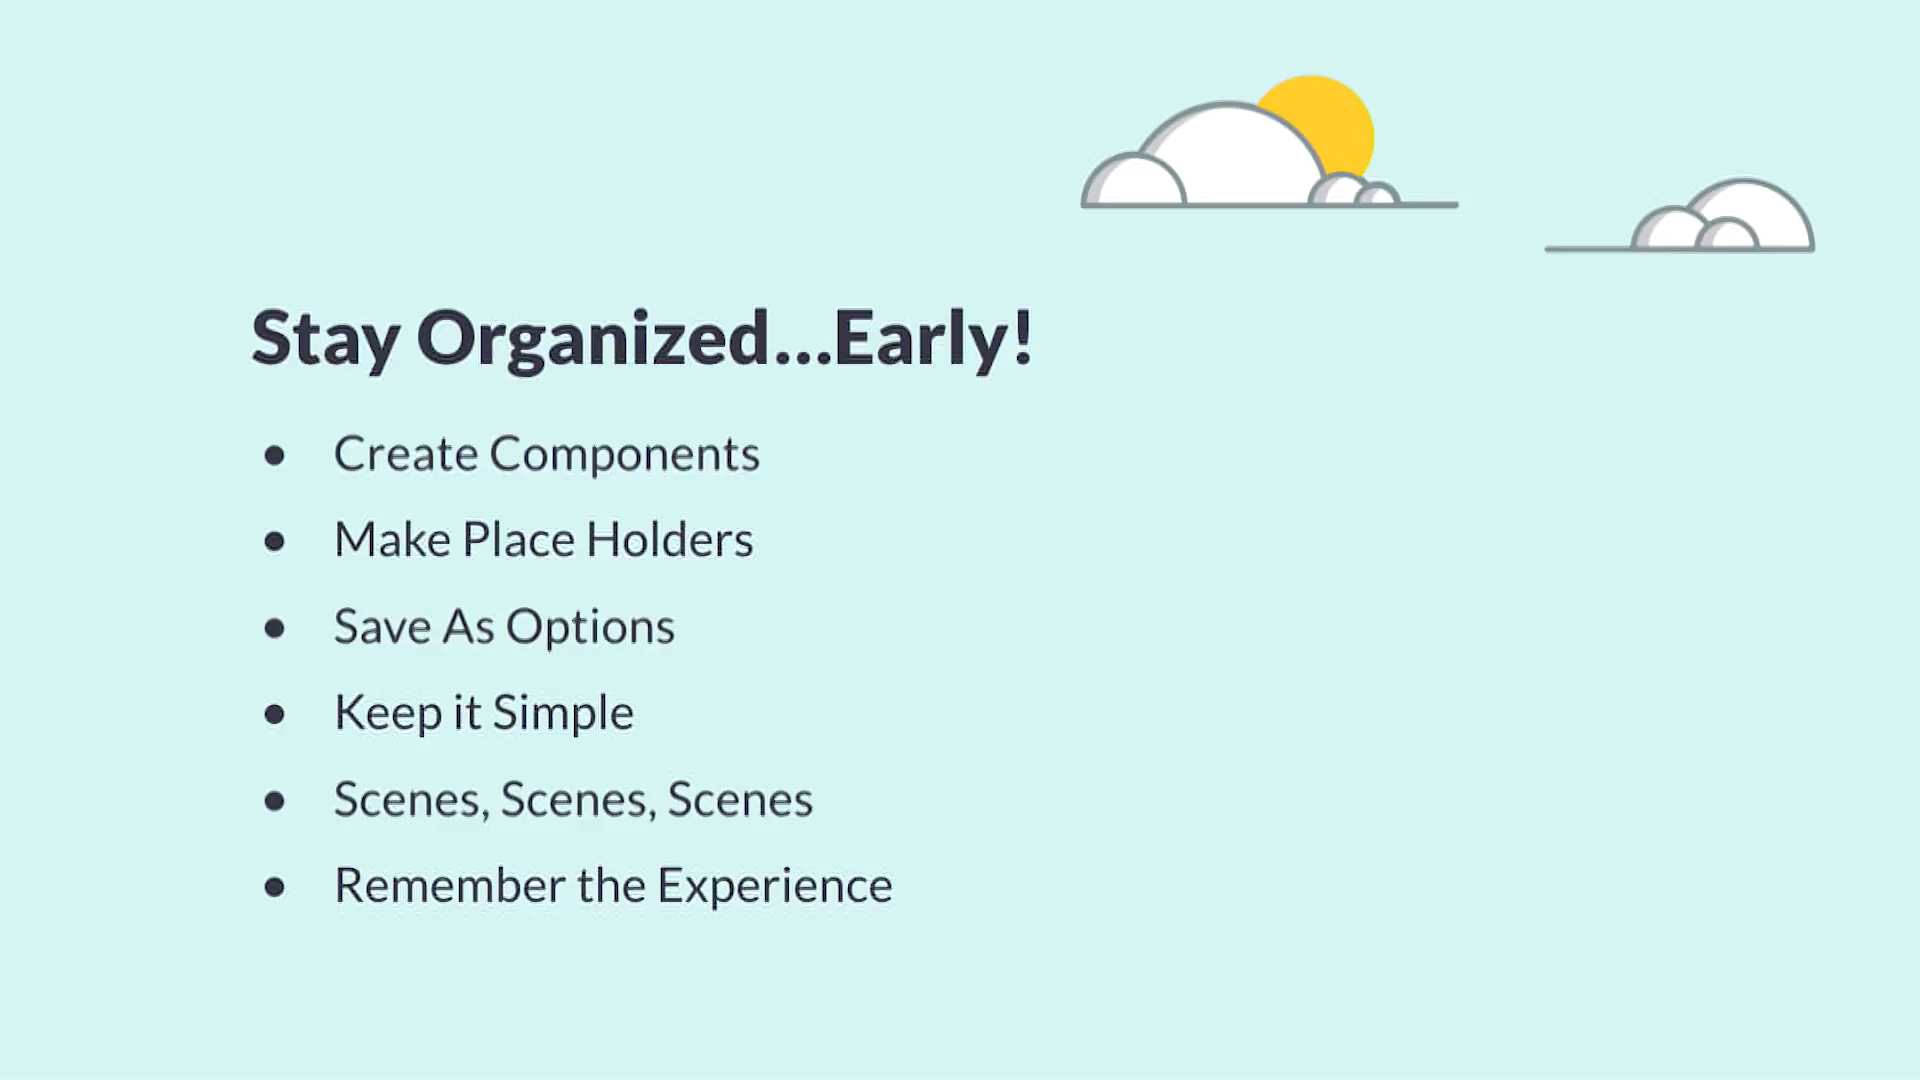 Stay Organized...Early!
● Create Components
● Make Place Holders
● Save As Options
● Keep it Simple
● Scenes, Scenes, Scenes
● Remember the Experience